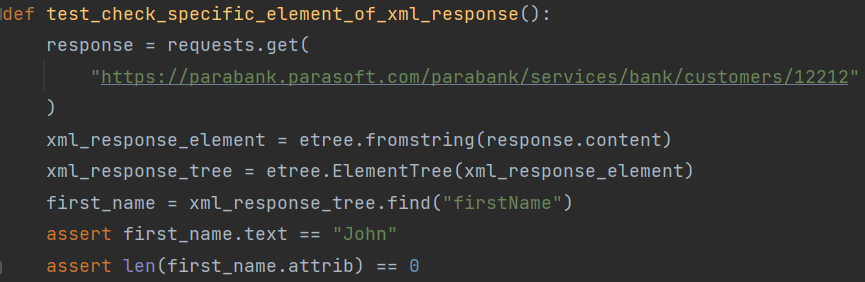 def test_check_specific_element_of_xml_response():
    response = requests.get(
        "https://parabank.parasoft.com/parabank/services/bank/customers/12212"
    )
    xml_response_element = etree.fromstring(response.content)
    xml_response_tree = etree.ElementTree(xml_response_element)
    first_name = xml_response_tree.find("firstName")
    assert first_name.text == "John"
    assert len(first_name.attrib) == 0